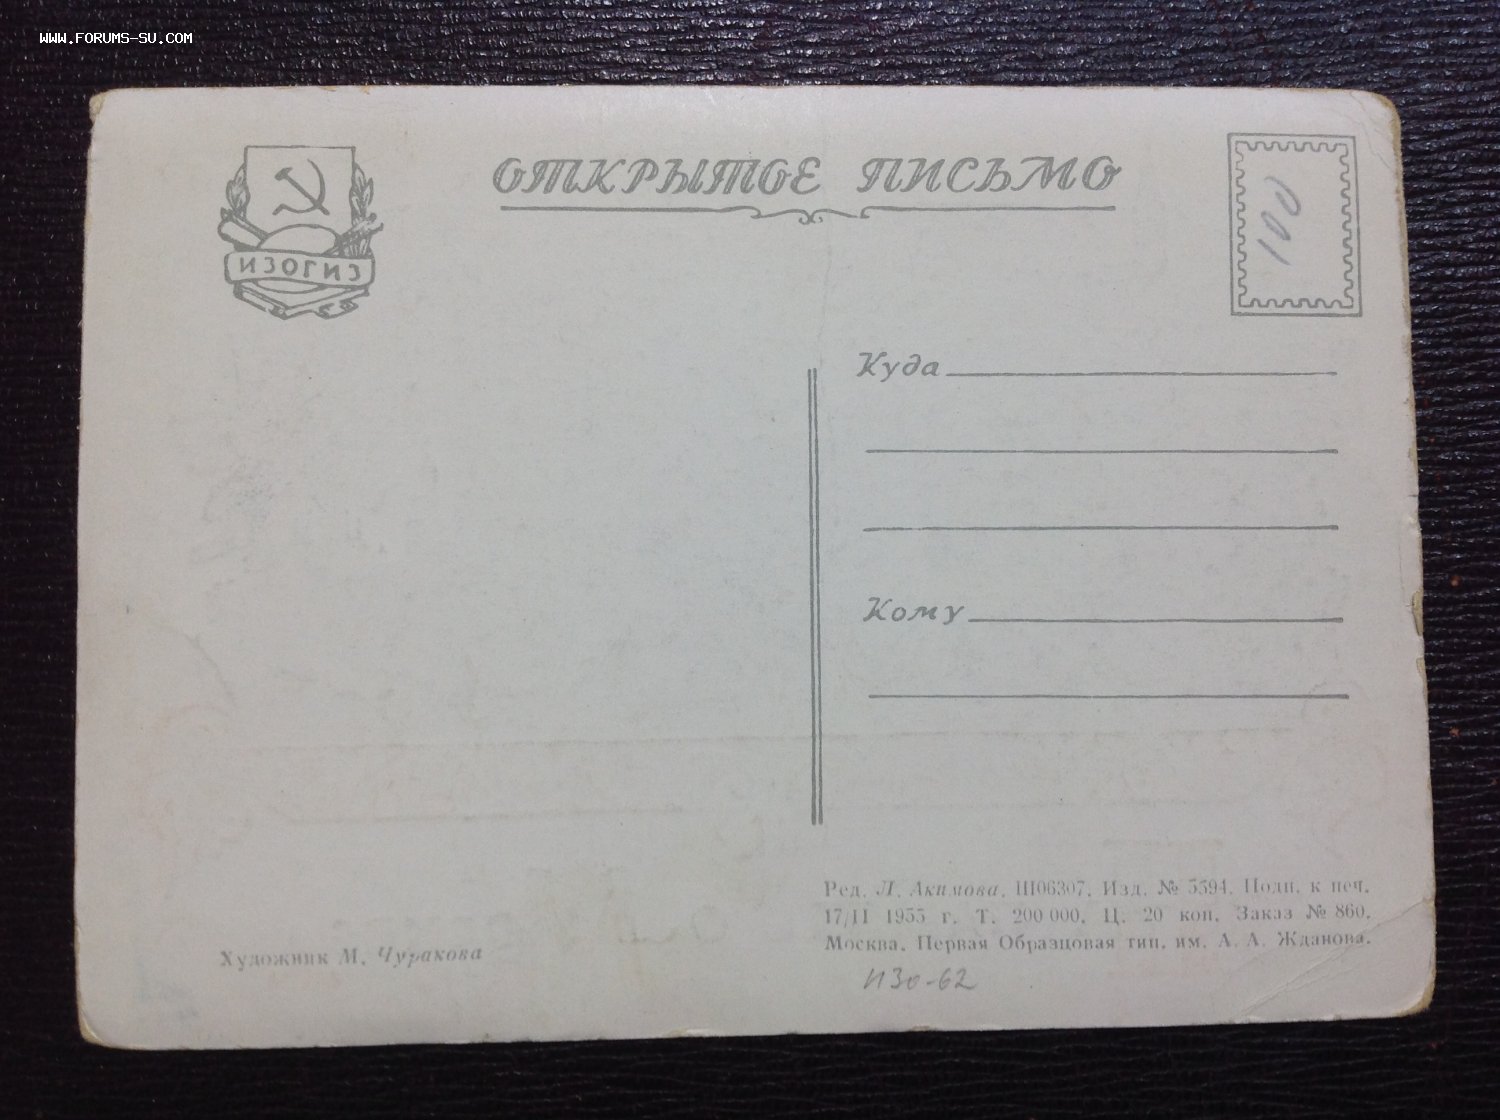 WWW.FORUMS-SU.COM
ОТКРЫТОЕ ПИСЬМО
ИЗОГИЗ
100
Куда
Кому
Ред. Л. Акимова. Ш06307. Изд. № 5594. Подп. к печ.
17/II 1955 г. Т. 200 000. Ц. 20 коп. Заказ № 860.
Москва. Первая Образцовая тип. им. А. А. Жданова.
Художник М. Чуракова
ИЗо-62